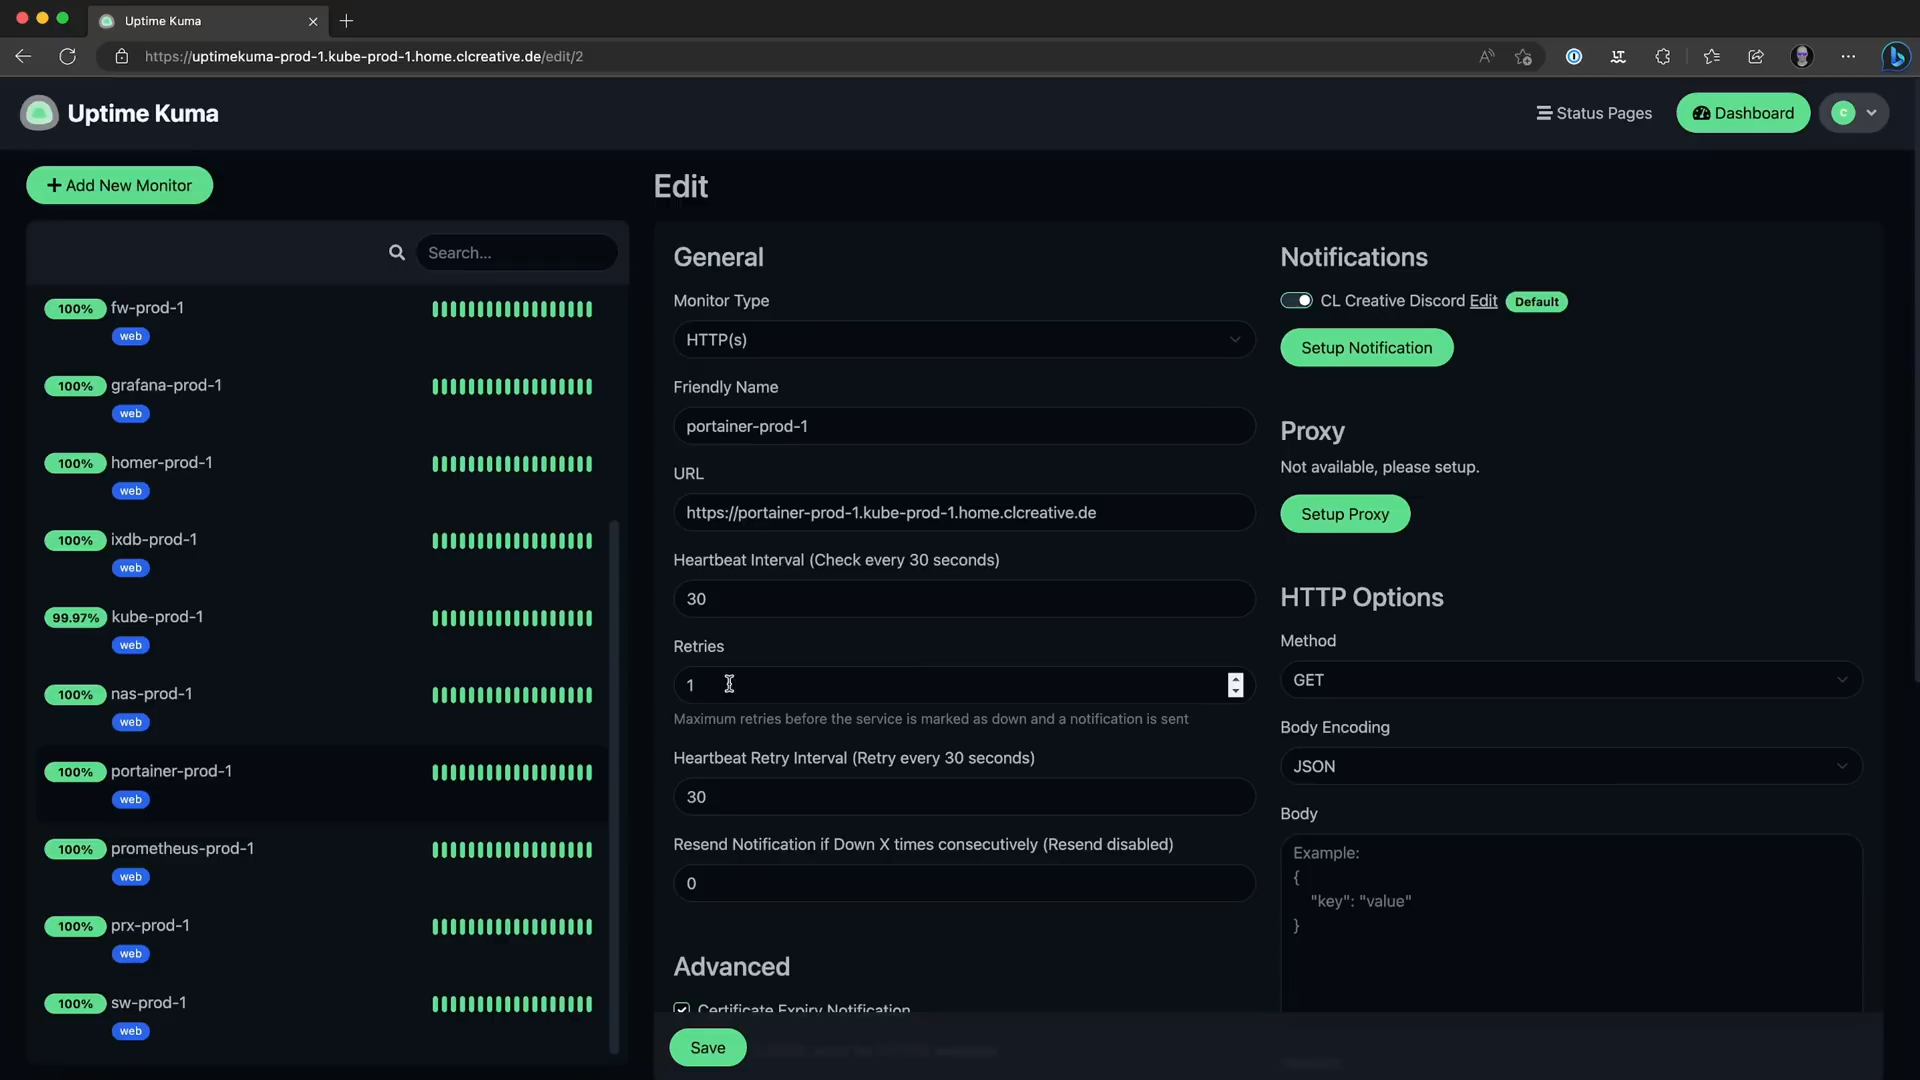 Uptime Kuma
https://uptimekuma-prod-1.kube-prod-1.home.clcreative.de/edit/2
Uptime Kuma
Status Pages
Dashboard
C
Add New Monitor
Search...
100% fw-prod-1
web
100% grafana-prod-1
web
100% homer-prod-1
web
100% ixdb-prod-1
web
99.97% kube-prod-1
web
100% nas-prod-1
web
100% portainer-prod-1
web
100% prometheus-prod-1
web
100% prx-prod-1
web
100% sw-prod-1
web
Edit
General
Monitor Type
HTTP(s)
Friendly Name
portainer-prod-1
URL
https://portainer-prod-1.kube-prod-1.home.clcreative.de
Heartbeat Interval (Check every 30 seconds)
30
Retries
1
Maximum retries before the service is marked as down and a notification is sent
Heartbeat Retry Interval (Retry every 30 seconds)
30
Resend Notification if Down X times consecutively (Resend disabled)
0
Advanced
Certificate Expiry Notification
Save
Notifications
CL Creative Discord Edit Default
Setup Notification
Proxy
Not available, please setup.
Setup Proxy
HTTP Options
Method
GET
Body Encoding
JSON
Body
Example:
{
"key": "value"
}